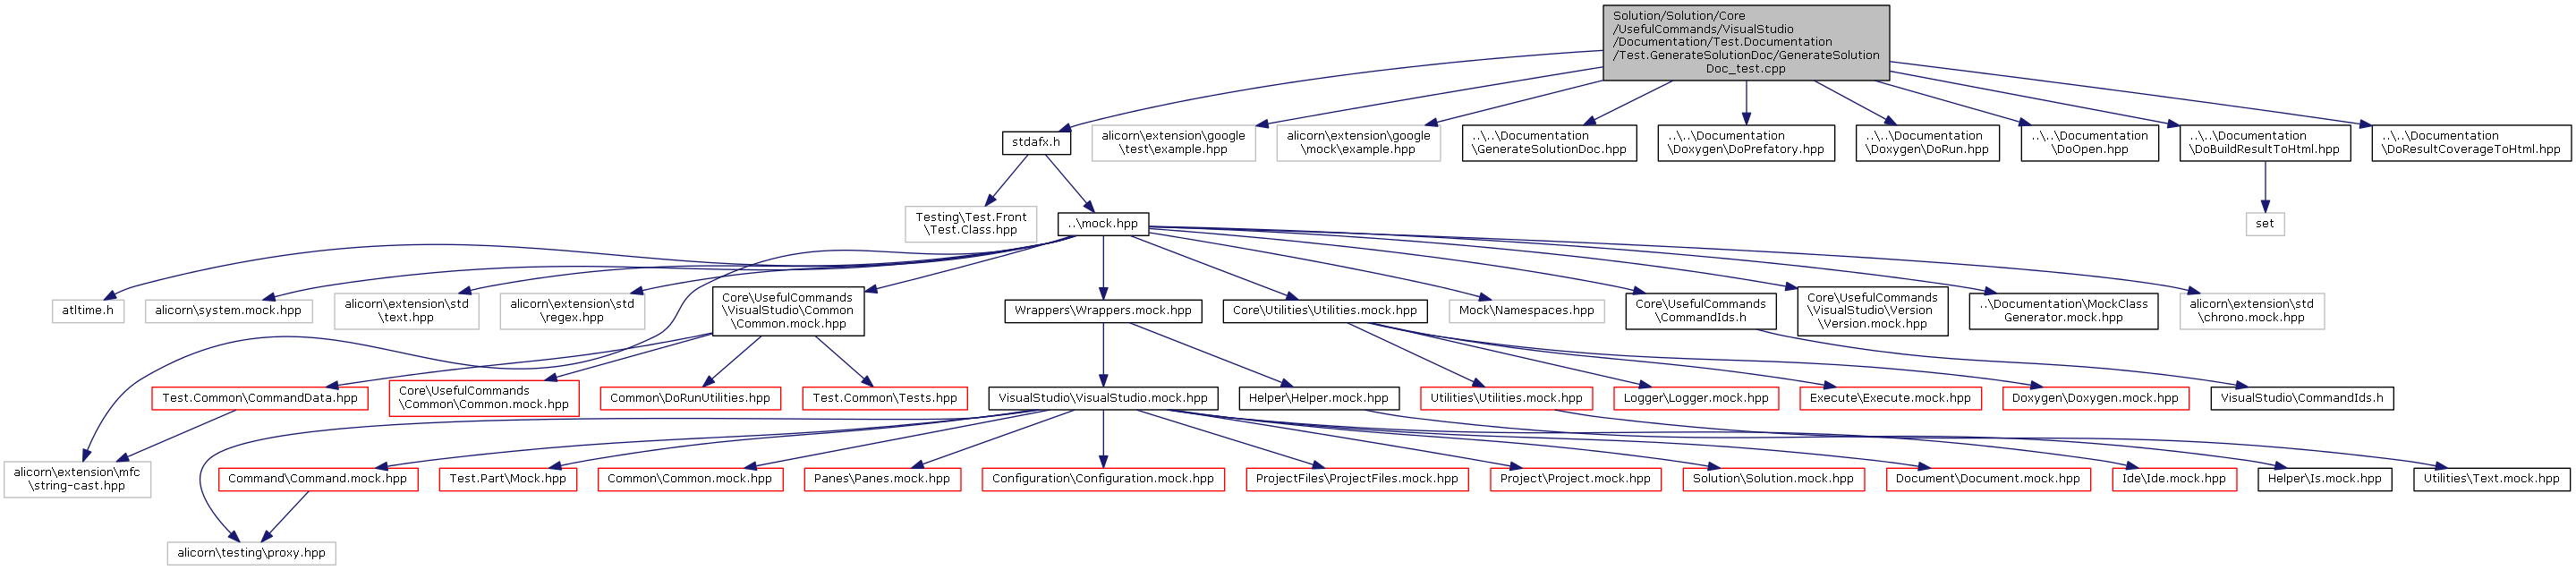 Solution/Solution/Core
/UsefulCommands/VisualStudio
/Documentation/Test.Documentation
/Test.GenerateSolutionDoc/GenerateSolution
Doc_test.cpp
stdafx.h
alicorn\extension\google
\test\example.hpp
alicorn\extension\google
\mock\example.hpp
..\..\Documentation
\GenerateSolutionDoc.hpp
..\..\Documentation
\Doxygen\DoPrefatory.hpp
..\..\Documentation
\Doxygen\DoRun.hpp
..\..\Documentation
\DoOpen.hpp
..\..\Documentation
\DoBuildResultToHtml.hpp
..\..\Documentation
\DoResultCoverageToHtml.hpp
Testing\Test.Front
\Test.Class.hpp
..\mock.hpp
set
atltime.h
alicorn\system.mock.hpp
alicorn\extension\std
\text.hpp
alicorn\extension\std
\regex.hpp
Core\UsefulCommands
\VisualStudio\Common
\Common.mock.hpp
Wrappers\Wrappers.mock.hpp
Core\Utilities\Utilities.mock.hpp
Mock\Namespaces.hpp
Core\UsefulCommands
\CommandIds.h
Core\UsefulCommands
\VisualStudio\Version
\Version.mock.hpp
..\Documentation\MockClass
Generator.mock.hpp
alicorn\extension\std
\chrono.mock.hpp
Test.Common\CommandData.hpp
Core\UsefulCommands
\Common\Common.mock.hpp
Common\DoRunUtilities.hpp
Test.Common\Tests.hpp
VisualStudio\VisualStudio.mock.hpp
Helper\Helper.mock.hpp
Utilities\Utilities.mock.hpp
Logger\Logger.mock.hpp
Execute\Execute.mock.hpp
Doxygen\Doxygen.mock.hpp
VisualStudio\CommandIds.h
alicorn\extension\mfc
\string-cast.hpp
Command\Command.mock.hpp
Test.Part\Mock.hpp
Common\Common.mock.hpp
Panes\Panes.mock.hpp
Configuration\Configuration.mock.hpp
ProjectFiles\ProjectFiles.mock.hpp
Project\Project.mock.hpp
Solution\Solution.mock.hpp
Document\Document.mock.hpp
Ide\Ide.mock.hpp
Helper\Is.mock.hpp
Utilities\Text.mock.hpp
alicorn\testing\proxy.hpp